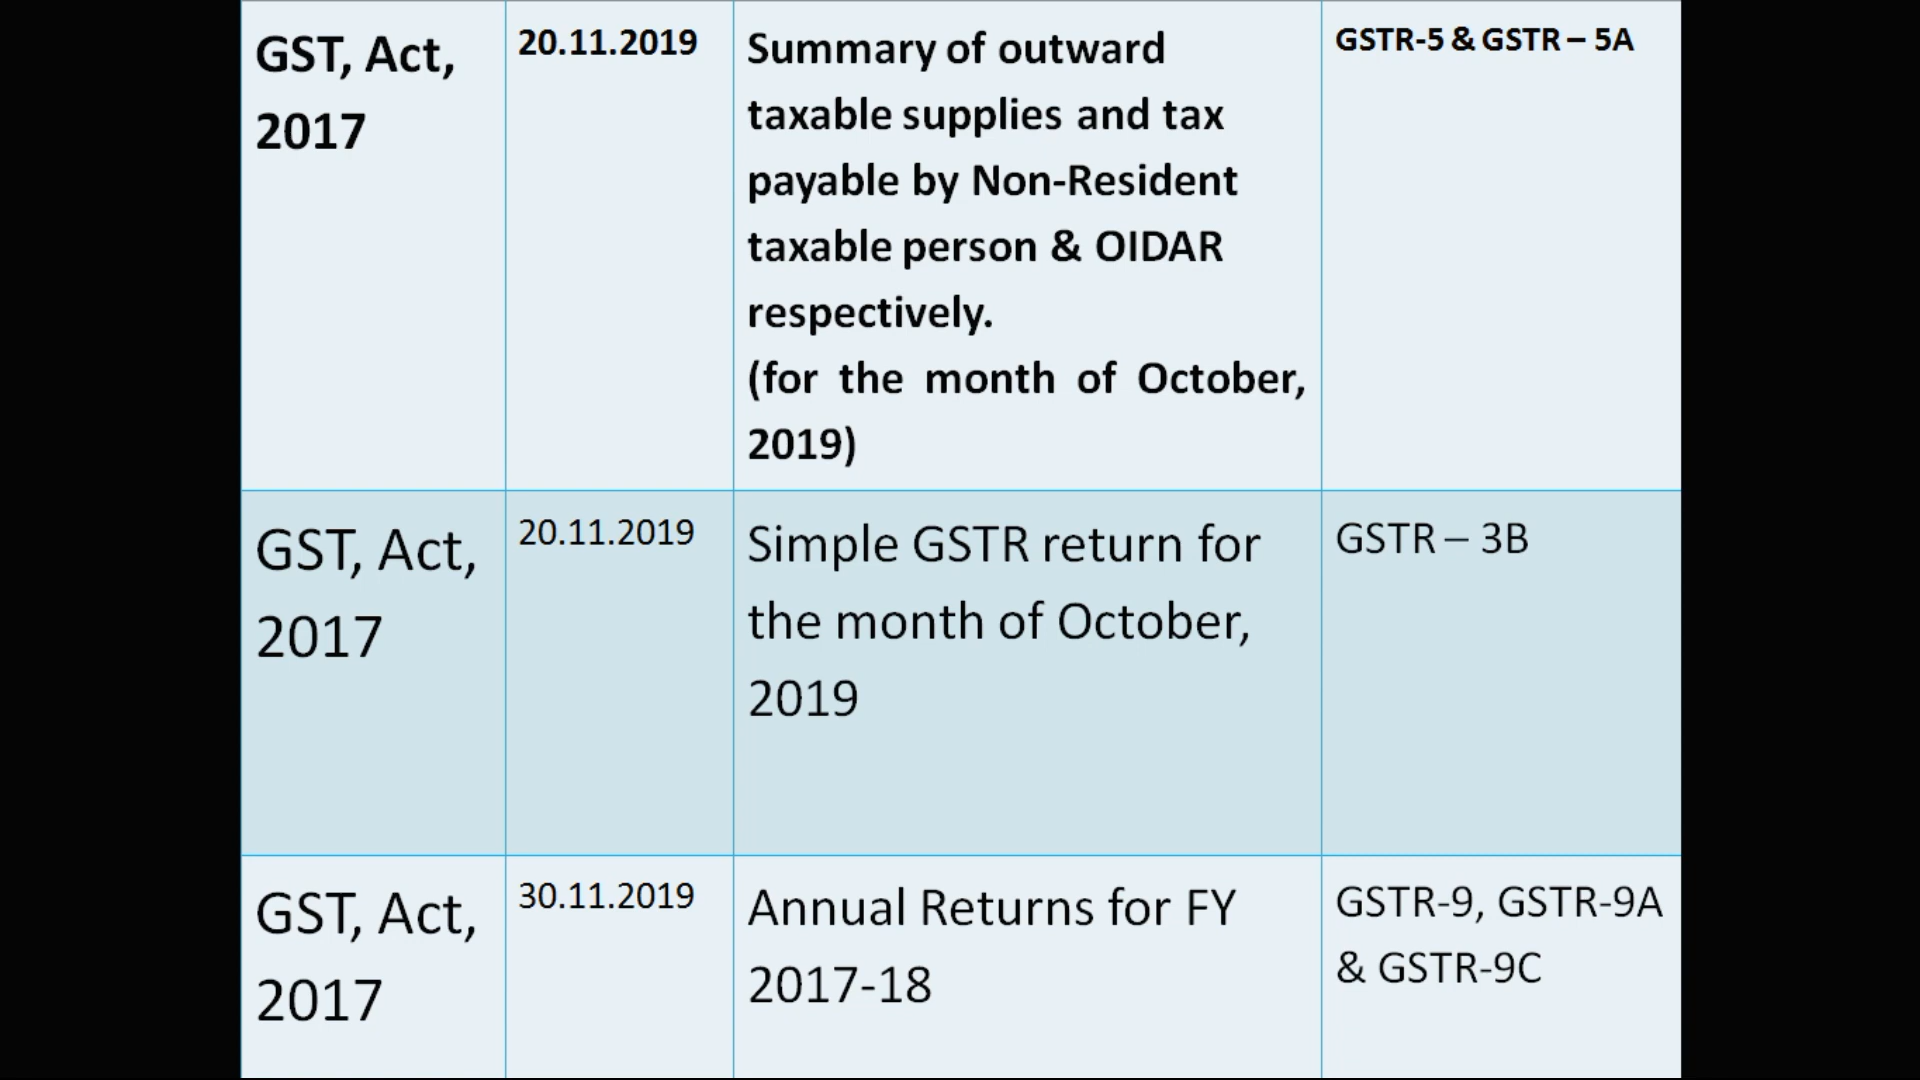 GST, Act,
2017
20.11.2019
Summary of outward
taxable supplies and tax
payable by Non-Resident
taxable person & OIDAR
respectively.
(for the month of October,
2019)
GSTR-5 & GSTR – 5A
GST, Act,
2017
20.11.2019
Simple GSTR return for
the month of October,
2019
GSTR – 3B
GST, Act,
2017
30.11.2019
Annual Returns for FY
2017-18
GSTR-9, GSTR-9A
& GSTR-9C